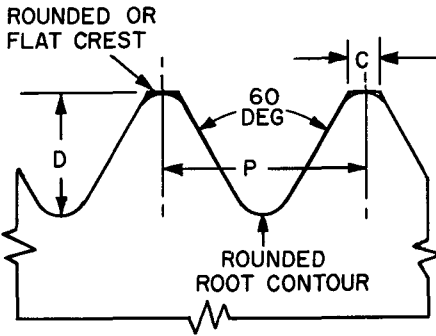 ROUNDED OR
FLAT CREST
C
60
DEG
D
P
ROUNDED
ROOT CONTOUR